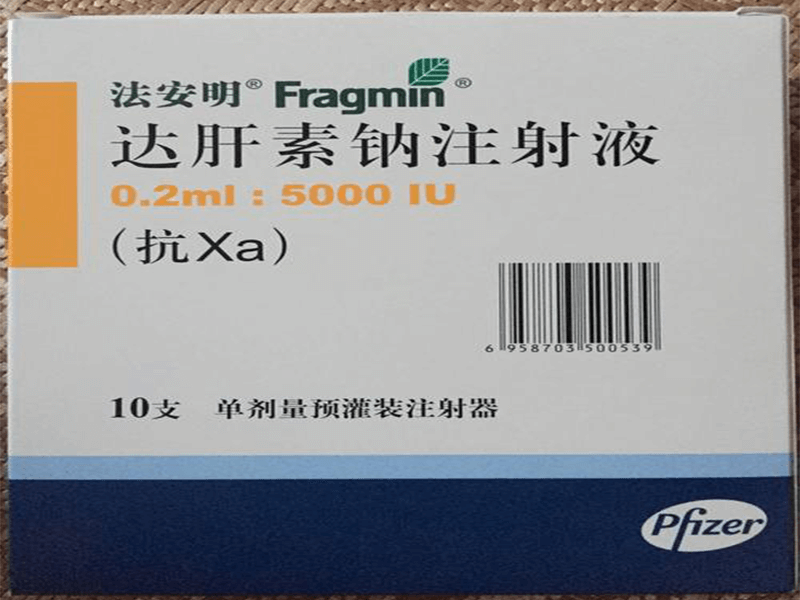 法安明® Fragmin®
达肝素钠注射液
0.2ml : 5000 IU
(抗Xa)
6 958703 500539
10支 单剂量预灌装注射器
Pfizer